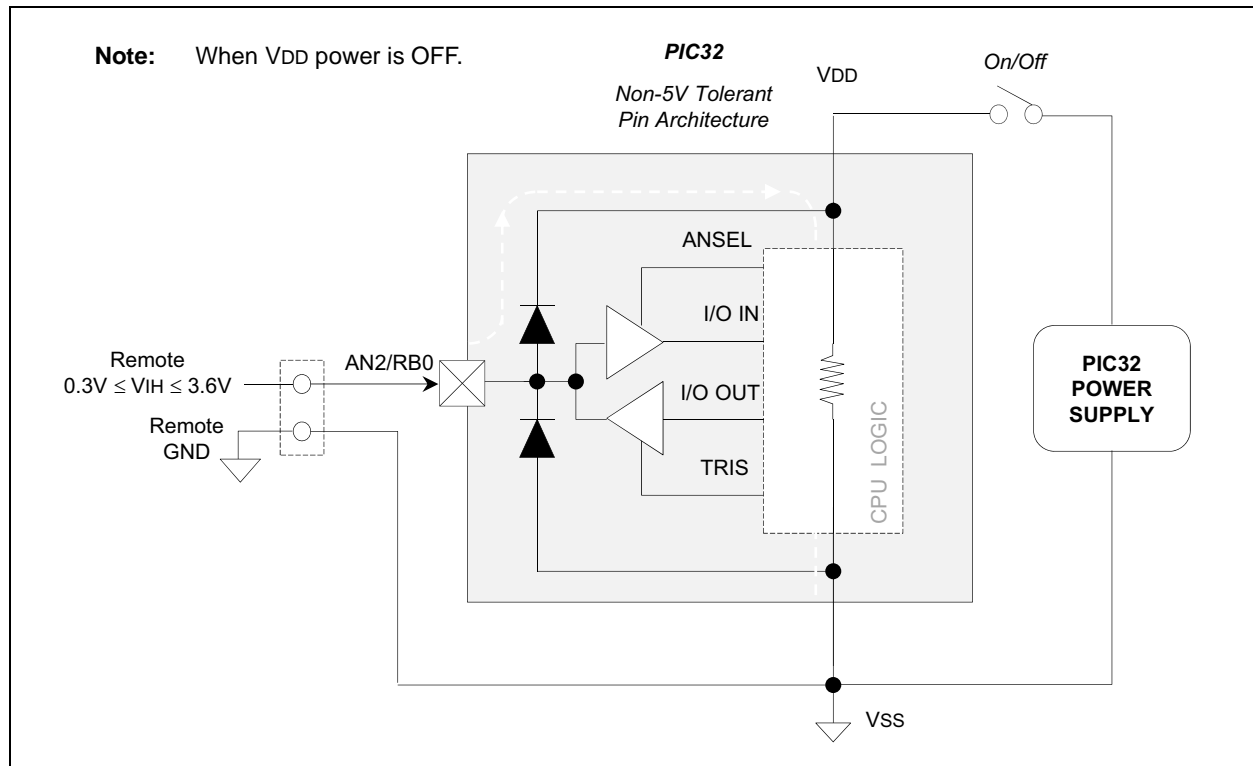 Note: When VDD power is OFF.
PIC32
Non-5V Tolerant
Pin Architecture
VDD
On/Off
ANSEL
I/O IN
Remote
0.3V ≤ VIH ≤ 3.6V
AN2/RB0
I/O OUT
Remote
GND
TRIS
CPU LOGIC
PIC32
POWER
SUPPLY
VSS